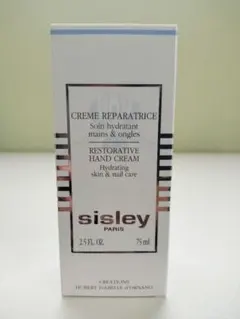 CREME REPARATRICE
Soin hydratant
mains & ongles
RESTORATIVE
HAND CREAM
Hydrating
skin & nail care
sisley
PARIS
2.5 FL. OZ. 75 ml